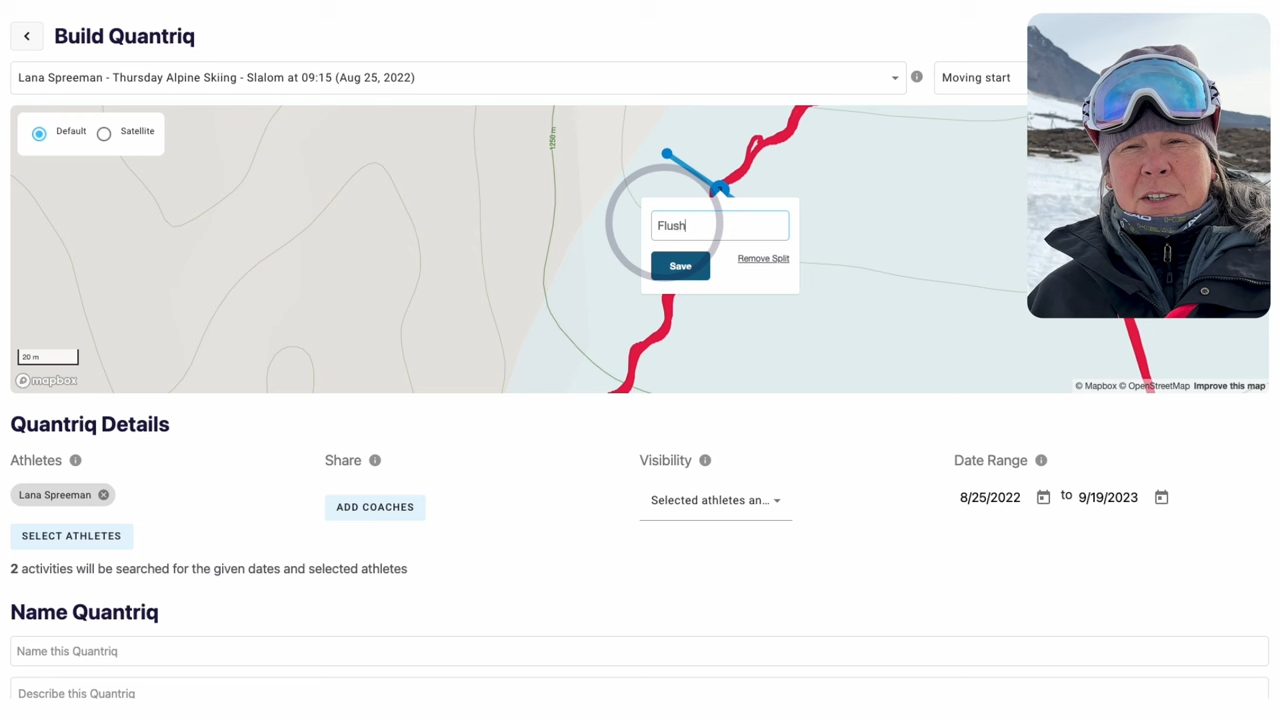 Build Quantriq
Lana Spreeman - Thursday Alpine Skiing - Slalom at 09:15 (Aug 25, 2022)
Moving start
Default
Satellite
1250 m
Flush
Save
Remove Split
20 m
mapbox
© Mapbox © OpenStreetMap Improve this map
Quantriq Details
Athletes
Share
Visibility
Date Range
Lana Spreeman
ADD COACHES
Selected athletes an...
8/25/2022 to 9/19/2023
SELECT ATHLETES
2 activities will be searched for the given dates and selected athletes
Name Quantriq
Name this Quantriq
Describe this Quantriq